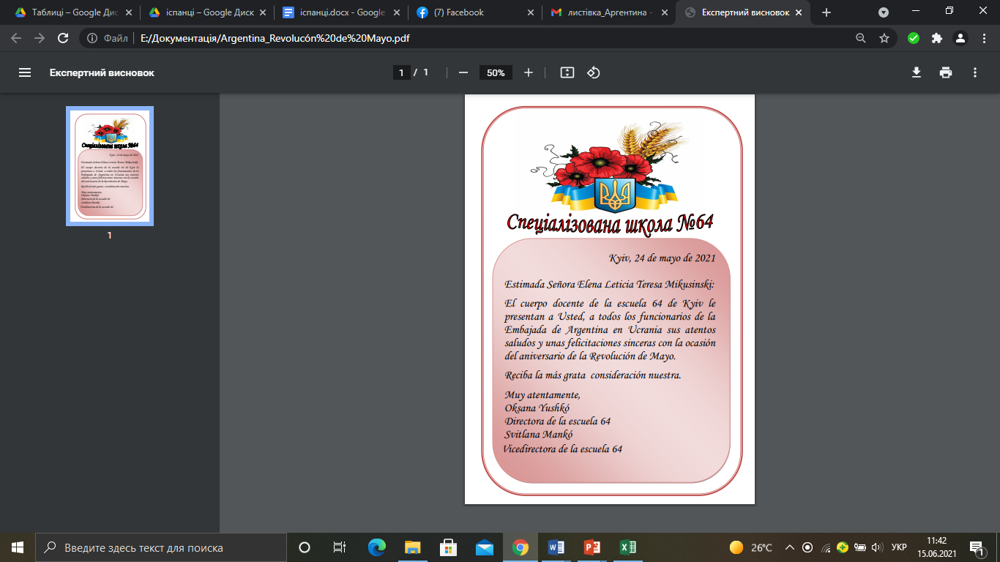 Таблиці – Google Дис
іспанці – Google Диск
іспанці.docx - Google
(7) Facebook
листівка_Аргентина -
Експертний висновок
Файл
E:/Документація/Argentina_Revolucón%20de%20Mayo.pdf
Експертний висновок
1 / 1
50%
1
Спеціалізована школа №64
Kyiv, 24 de mayo de 2021
Estimada Señora Elena Leticia Teresa Mikusinski:
El cuerpo docente de la escuela 64 de Kyiv le
presentan a Usted, a todos los funcionarios de la
Embajada de Argentina en Ucrania sus atentos
saludos y unas felicitaciones sinceras con la ocasión
del aniversario de la Revolución de Mayo.
Reciba la más grata  consideración nuestra.
Muy atentamente,
Oksana Yushkó
Directora de la escuela 64
Svitlana Mankó
Vicedirectora de la escuela 64
Введите здесь текст для поиска
26°C
УКР
11:42
15.06.2021
1